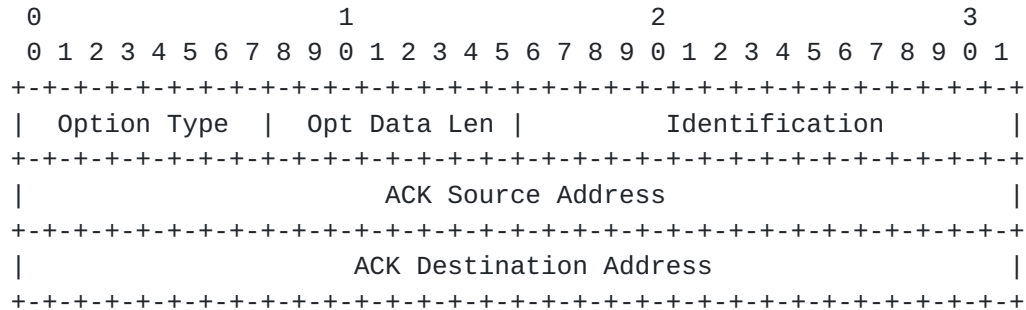 0                   1                   2                   3
 0 1 2 3 4 5 6 7 8 9 0 1 2 3 4 5 6 7 8 9 0 1 2 3 4 5 6 7 8 9 0 1
+-+-+-+-+-+-+-+-+-+-+-+-+-+-+-+-+-+-+-+-+-+-+-+-+-+-+-+-+-+-+-+-+
|  Option Type  |  Opt Data Len |         Identification        |
+-+-+-+-+-+-+-+-+-+-+-+-+-+-+-+-+-+-+-+-+-+-+-+-+-+-+-+-+-+-+-+-+
|                       ACK Source Address                      |
+-+-+-+-+-+-+-+-+-+-+-+-+-+-+-+-+-+-+-+-+-+-+-+-+-+-+-+-+-+-+-+-+
|                     ACK Destination Address                   |
+-+-+-+-+-+-+-+-+-+-+-+-+-+-+-+-+-+-+-+-+-+-+-+-+-+-+-+-+-+-+-+-+